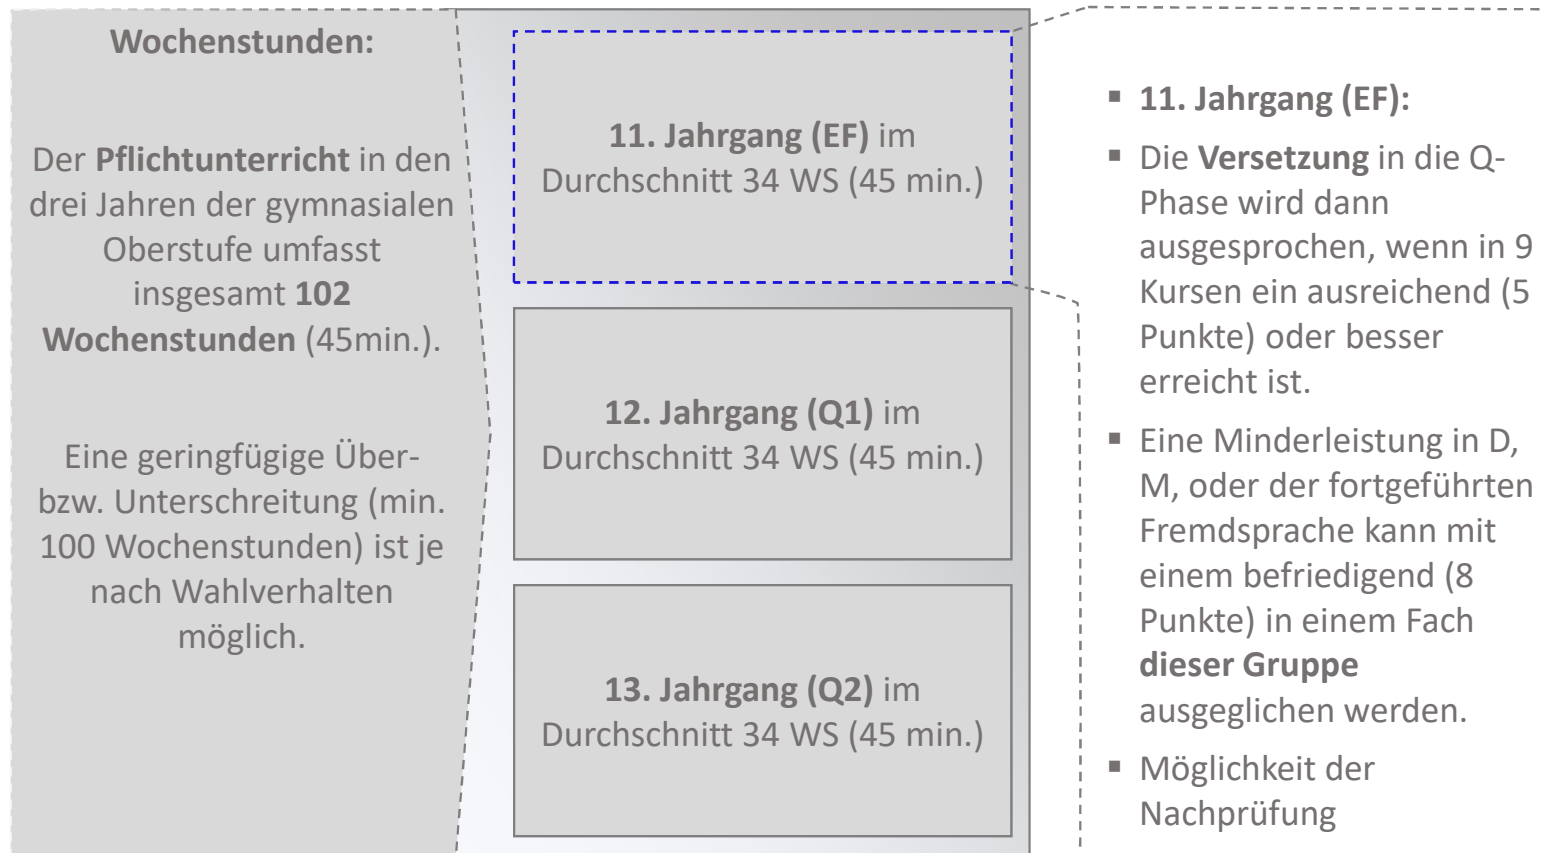 Wochenstunden:
Der Pflichtunterricht in den
drei Jahren der gymnasialen
Oberstufe umfasst
insgesamt 102
Wochenstunden (45min.).
Eine geringfügige Über-
bzw. Unterschreitung (min.
100 Wochenstunden) ist je
nach Wahlverhalten
möglich.
11. Jahrgang (EF) im
Durchschnitt 34 WS (45 min.)
12. Jahrgang (Q1) im
Durchschnitt 34 WS (45 min.)
13. Jahrgang (Q2) im
Durchschnitt 34 WS (45 min.)
▪ 11. Jahrgang (EF):
▪ Die Versetzung in die Q-
Phase wird dann
ausgesprochen, wenn in 9
Kursen ein ausreichend (5
Punkte) oder besser
erreicht ist.
▪ Eine Minderleistung in D,
M, oder der fortgeführten
Fremdsprache kann mit
einem befriedigend (8
Punkte) in einem Fach
dieser Gruppe
ausgeglichen werden.
▪ Möglichkeit der
Nachprüfung